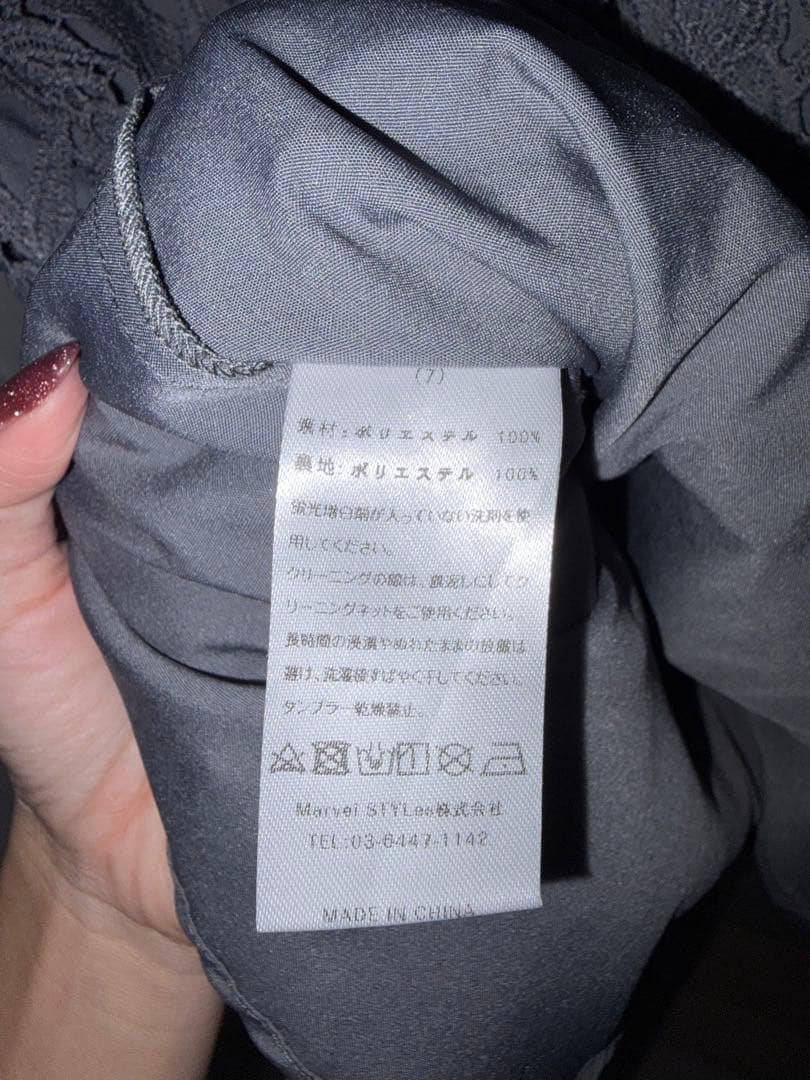 (7)
素材:ポリエステル 100%
裏地:ポリエステル 100%
蛍光増白剤が入っていない洗剤を使
用してください。
クリーニングの際は、裏返しにしてク
リーニングネットをご使用ください。
長時間の浸漬やぬれたままの放置は
避け、洗濯後すばやく干してください。
タンブラー乾燥禁止。
Marvel STYLes株式会社
TEL:03-6447-1142
MADE IN CHINA